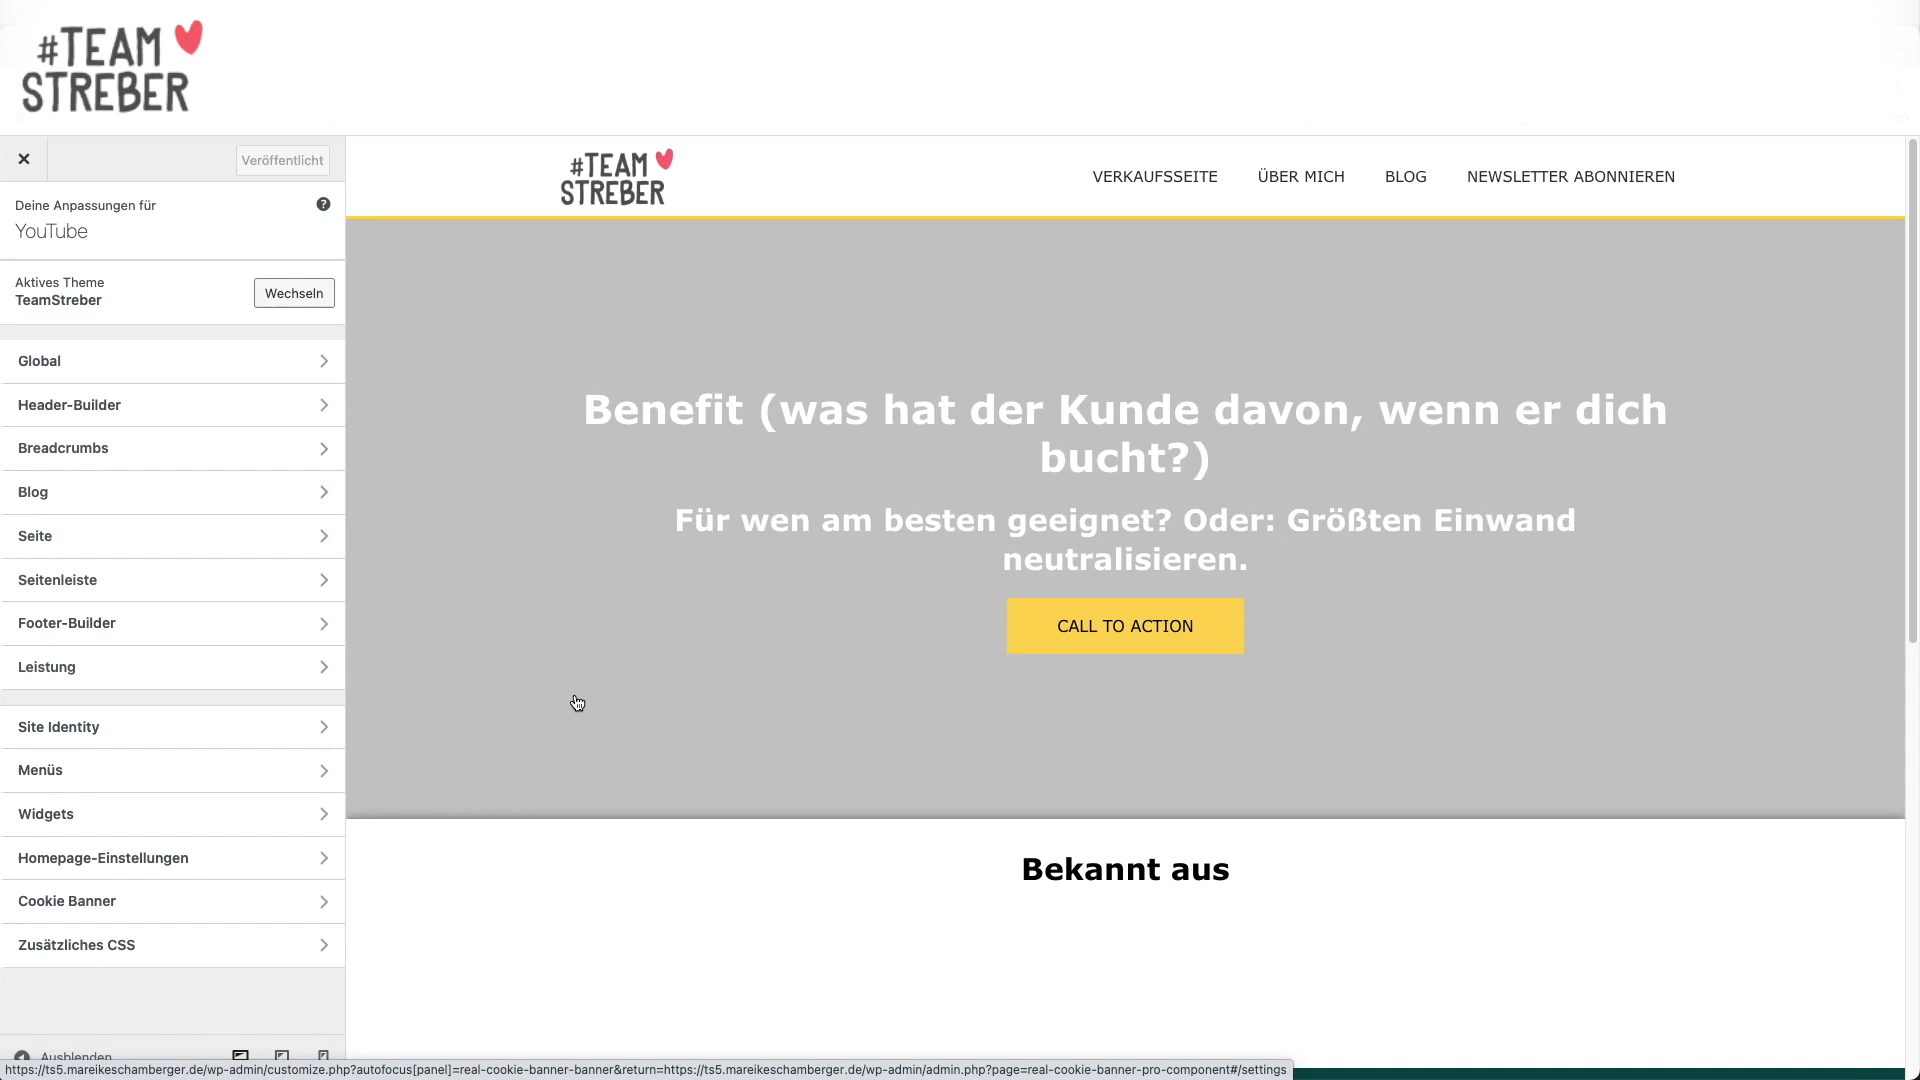 #TEAM
STREBER
Veröffentlicht
Deine Anpassungen für
YouTube
Aktives Theme
TeamStreber
Wechseln
Global
Header-Builder
Breadcrumbs
Blog
Seite
Seitenleiste
Footer-Builder
Leistung
Site Identity
Menüs
Widgets
Homepage-Einstellungen
Cookie Banner
Zusätzliches CSS
Ausblenden
#TEAM
STREBER
VERKAUFSSEITE ÜBER MICH BLOG NEWSLETTER ABONNIEREN
Benefit (was hat der Kunde davon, wenn er dich
bucht?)
Für wen am besten geeignet? Oder: Größten Einwand
neutralisieren.
CALL TO ACTION
Bekannt aus
https://ts5.mareikeschamberger.de/wp-admin/customize.php?autofocus[panel]=real-cookie-banner-banner&return=https://ts5.mareikeschamberger.de/wp-admin/admin.php?page=real-cookie-banner-pro-component#/settings